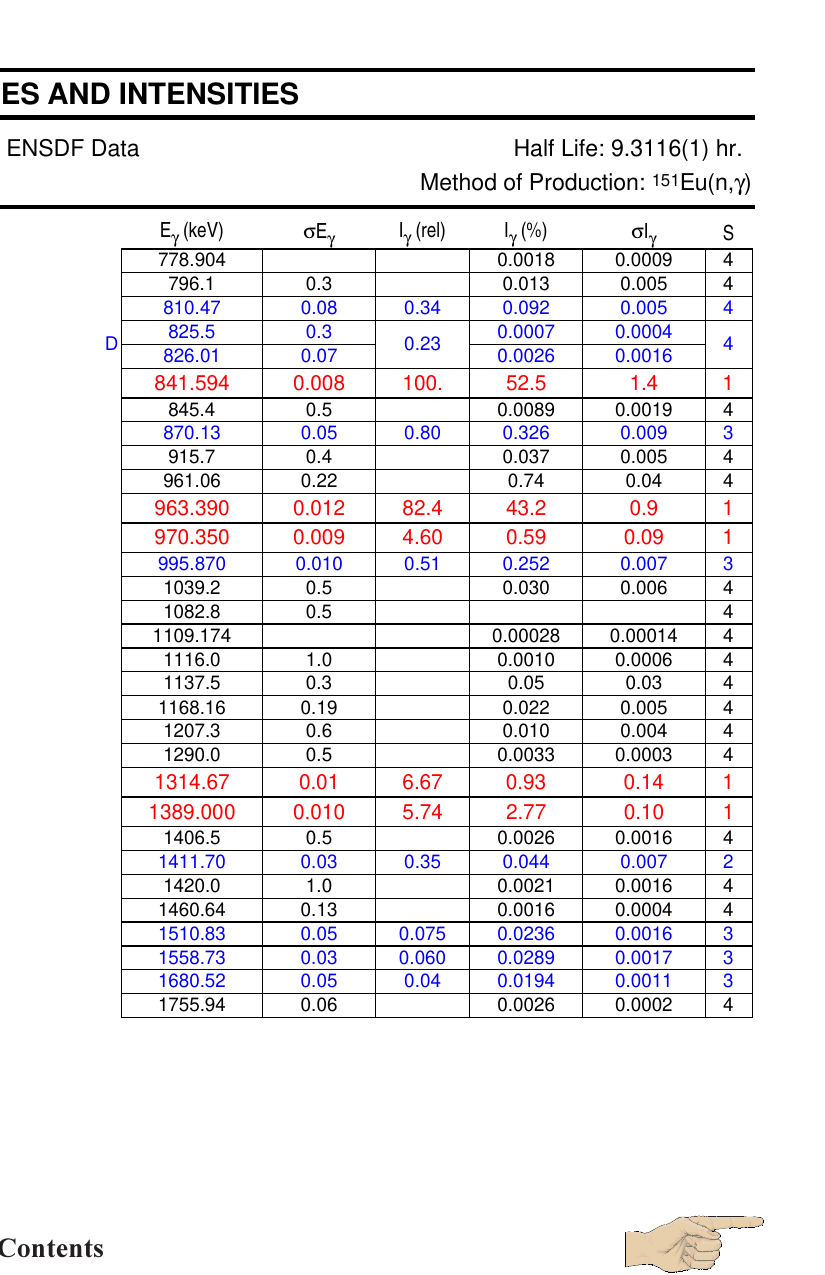 ES AND INTENSITIES
ENSDF Data Half Life: 9.3116(1) hr.
Method of Production: 151Eu(n,γ)
Eγ (keV) σEγ Iγ (rel) Iγ (%) σIγ S
778.904 0.0018 0.0009 4
796.1 0.3 0.013 0.005 4
810.47 0.08 0.34 0.092 0.005 4
825.5 0.3 0.0007 0.0004
D 0.23 4
826.01 0.07 0.0026 0.0016
841.594 0.008 100. 52.5 1.4 1
845.4 0.5 0.0089 0.0019 4
870.13 0.05 0.80 0.326 0.009 3
915.7 0.4 0.037 0.005 4
961.06 0.22 0.74 0.04 4
963.390 0.012 82.4 43.2 0.9 1
970.350 0.009 4.60 0.59 0.09 1
995.870 0.010 0.51 0.252 0.007 3
1039.2 0.5 0.030 0.006 4
1082.8 0.5 4
1109.174 0.00028 0.00014 4
1116.0 1.0 0.0010 0.0006 4
1137.5 0.3 0.05 0.03 4
1168.16 0.19 0.022 0.005 4
1207.3 0.6 0.010 0.004 4
1290.0 0.5 0.0033 0.0003 4
1314.67 0.01 6.67 0.93 0.14 1
1389.000 0.010 5.74 2.77 0.10 1
1406.5 0.5 0.0026 0.0016 4
1411.70 0.03 0.35 0.044 0.007 2
1420.0 1.0 0.0021 0.0016 4
1460.64 0.13 0.0016 0.0004 4
1510.83 0.05 0.075 0.0236 0.0016 3
1558.73 0.03 0.060 0.0289 0.0017 3
1680.52 0.05 0.04 0.0194 0.0011 3
1755.94 0.06 0.0026 0.0002 4
Contents